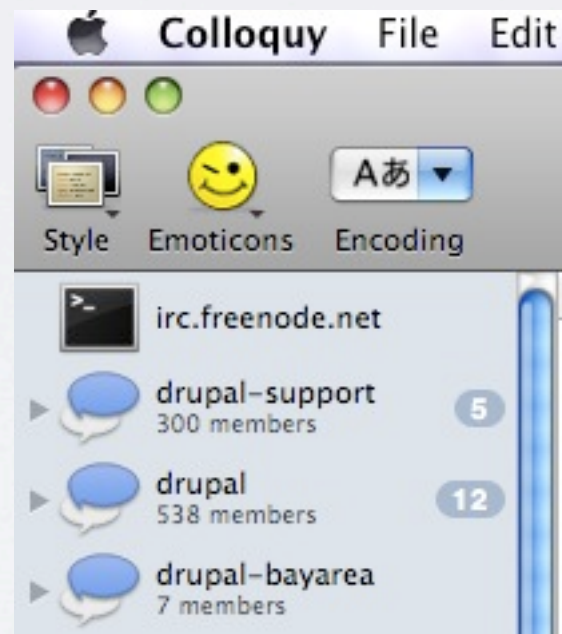 Colloquy File Edit
Style Emoticons Encoding
Aあ
>_ irc.freenode.net
drupal-support
300 members
5
drupal
538 members
12
drupal-bayarea
7 members